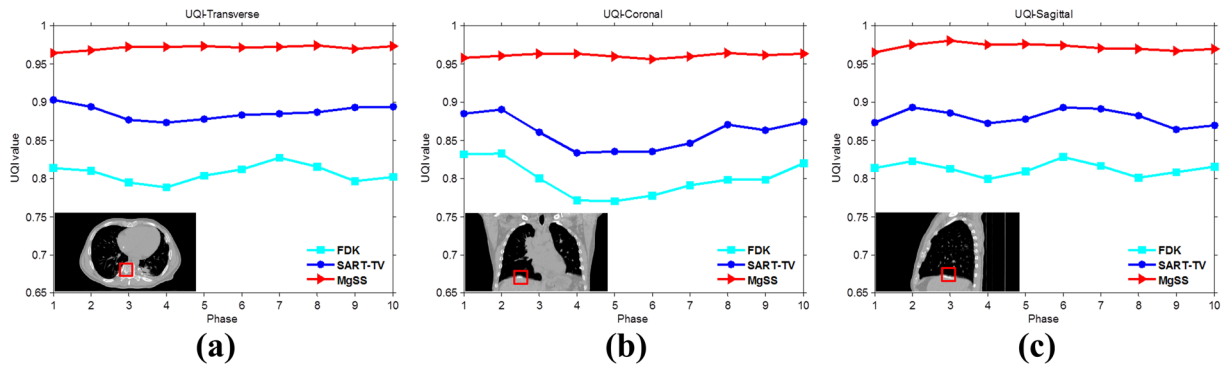 UQI-Transverse
UQI value
1
0.95
0.9
0.85
0.8
0.75
0.7
0.65
FDK
SART-TV
MgSS
1 2 3 4 5 6 7 8 9 10
Phase
(a)
UQI-Coronal
UQI value
1
0.95
0.9
0.85
0.8
0.75
0.7
0.65
FDK
SART-TV
MgSS
1 2 3 4 5 6 7 8 9 10
Phase
(b)
UQI-Sagittal
UQI value
1
0.95
0.9
0.85
0.8
0.75
0.7
0.65
FDK
SART-TV
MgSS
1 2 3 4 5 6 7 8 9 10
Phase
(c)